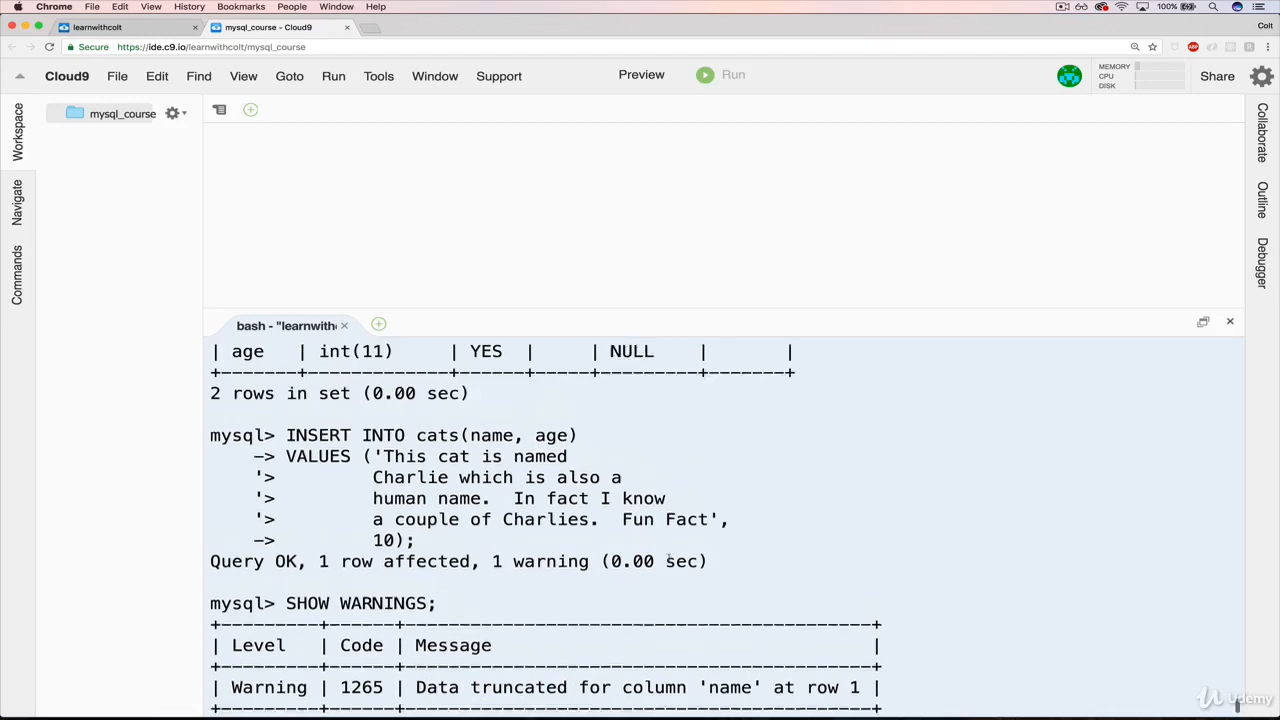 Chrome File Edit View History Bookmarks People Window Help 100%
learnwithcolt mysql_course - Cloud9 Colt
Secure https://ide.c9.io/learnwithcolt/mysql_course
Cloud9 File Edit Find View Goto Run Tools Window Support Preview Run MEMORY CPU DISK Share
Workspace
Navigate
Commands
mysql_course
Collaborate
Outline
Debugger
bash - "learnwith
| age | int(11) | YES | | NULL | |
+-------+-------------+------+-----+---------+-------+
2 rows in set (0.00 sec)
mysql> INSERT INTO cats(name, age)
-> VALUES ('This cat is named
'> Charlie which is also a
'> human name. In fact I know
'> a couple of Charlies. Fun Fact',
-> 10);
Query OK, 1 row affected, 1 warning (0.00 sec)
mysql> SHOW WARNINGS;
+---------+------+-------------------------------------------+
| Level | Code | Message |
+---------+------+-------------------------------------------+
| Warning | 1265 | Data truncated for column 'name' at row 1 |
+---------+------+-------------------------------------------+
Udemy